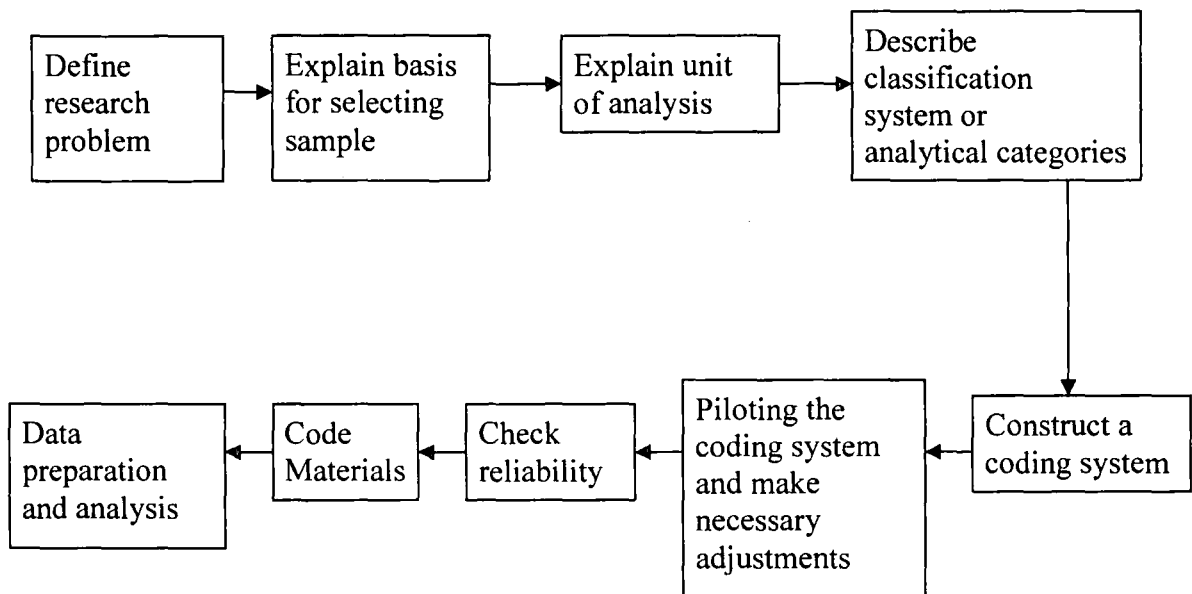 Define
research
problem
Explain basis
for selecting
sample
Explain unit
of analysis
Describe
classification
system or
analytical categories
Construct a
coding system
Piloting the
coding system
and make
necessary
adjustments
Check
reliability
Code
Materials
Data
preparation
and analysis